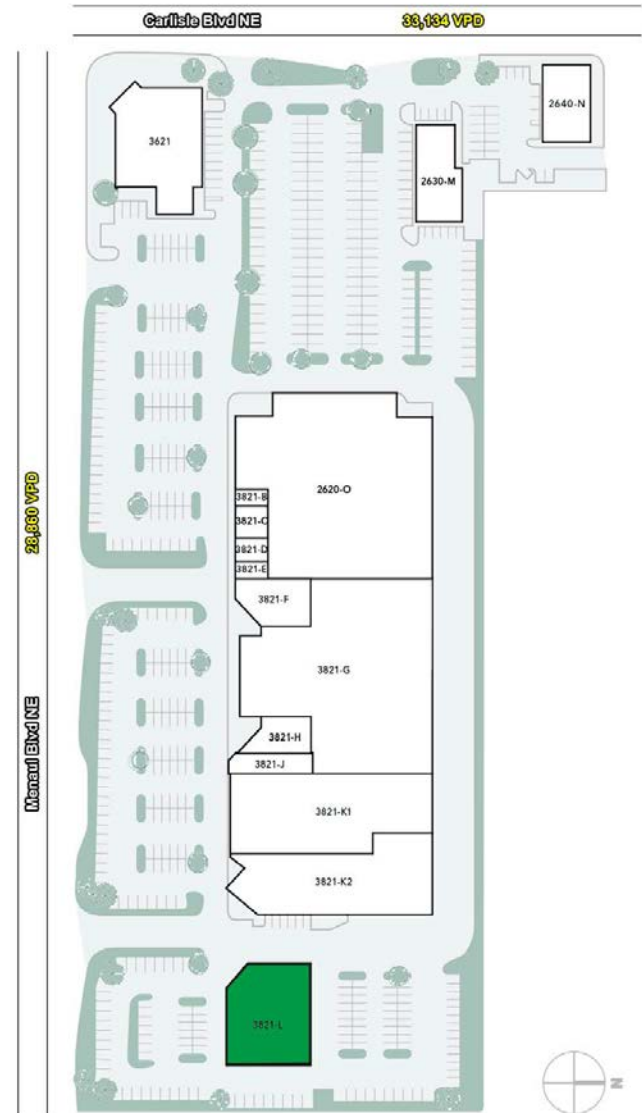 Carlisle Blvd NE 33,134 VPD
2640-N
3621
2630-M
28,860 VPD
Menaul Blvd NE
2620-O
3821-B
3821-C
3821-D
3821-E
3821-F
3821-G
3821-H
3821-J
3821-K1
3821-K2
3821-L
N